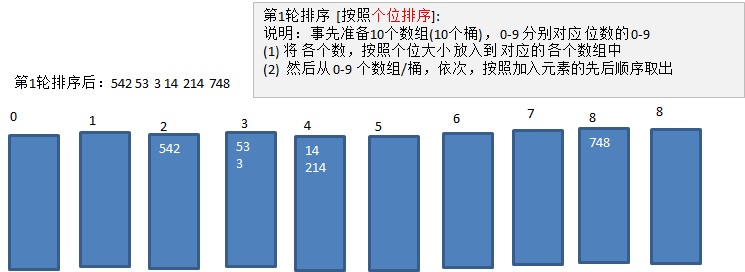 第1轮排序 [按照个位排序]:
说明：事先准备10个数组(10个桶)，0-9 分别对应 位数的0-9
(1) 将 各个数，按照个位大小 放入到 对应的 各个数组中
(2) 然后从 0-9 个数组/桶，依次，按照加入元素的先后顺序取出
第1轮排序后：542 53 3 14 214 748
0 1 2 3 4 5 6 7 8 8
542 53 14 748
3 214